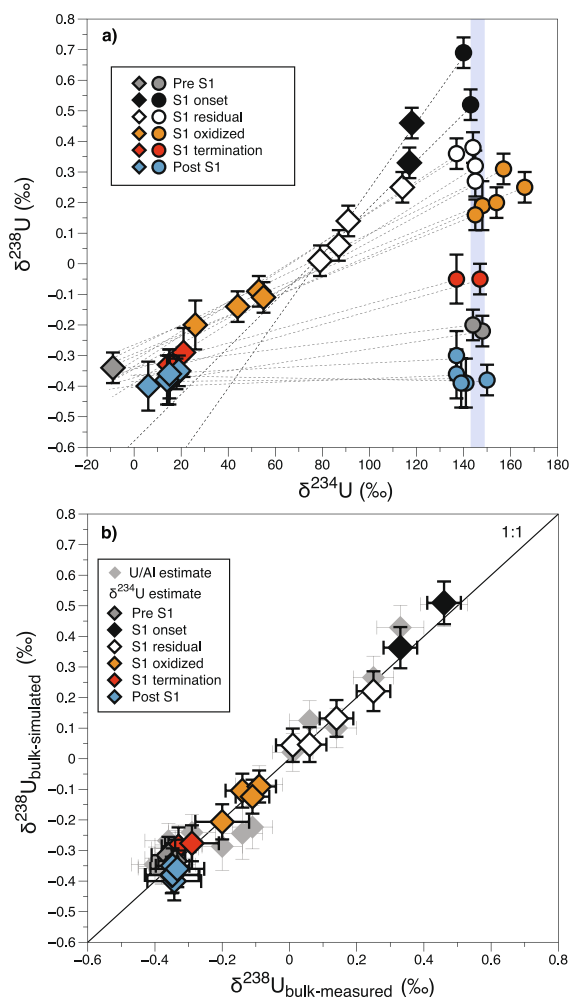 a)
Pre S1
S1 onset
S1 residual
S1 oxidized
S1 termination
Post S1
δ²³⁸U (‰)
0.8
0.7
0.6
0.5
0.4
0.3
0.2
0.1
0
-0.1
-0.2
-0.3
-0.4
-0.5
-0.6
-20 0 20 40 60 80 100 120 140 160 180
δ²³⁴U (‰)
b)
1:1
U/Al estimate
δ²³⁴U estimate
Pre S1
S1 onset
S1 residual
S1 oxidized
S1 termination
Post S1
δ²³⁸U bulk-simulated (‰)
0.8
0.7
0.6
0.5
0.4
0.3
0.2
0.1
0
-0.1
-0.2
-0.3
-0.4
-0.5
-0.6
-0.6 -0.4 -0.2 0 0.2 0.4 0.6 0.8
δ²³⁸U bulk-measured (‰)